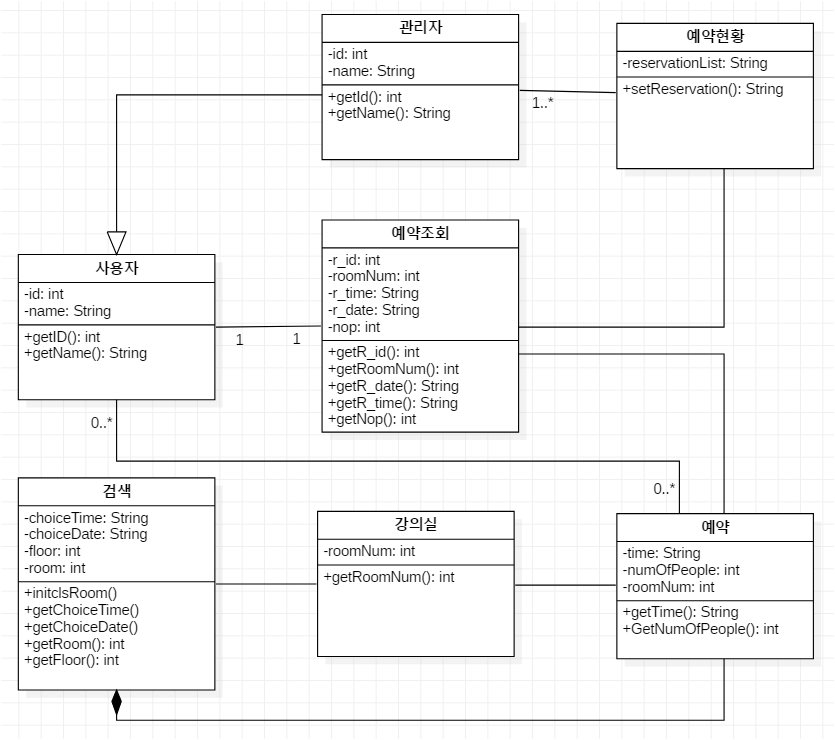 관리자
-id: int
-name: String
+getId(): int
+getName(): String
예약현황
-reservationList: String
+setReservation(): String
1..*
사용자
-id: int
-name: String
+getID(): int
+getName(): String
1
1
예약조회
-r_id: int
-roomNum: int
-r_time: String
-r_date: String
-nop: int
+getR_id(): int
+getRoomNum(): int
+getR_date(): String
+getR_time(): String
+getNop(): int
0..*
0..*
검색
-choiceTime: String
-choiceDate: String
-floor: int
-room: int
+initclsRoom()
+getChoiceTime()
+getChoiceDate()
+getRoom(): int
+getFloor(): int
강의실
-roomNum: int
+getRoomNum(): int
예약
-time: String
-numOfPeople: int
-roomNum: int
+getTime(): String
+GetNumOfPeople(): int